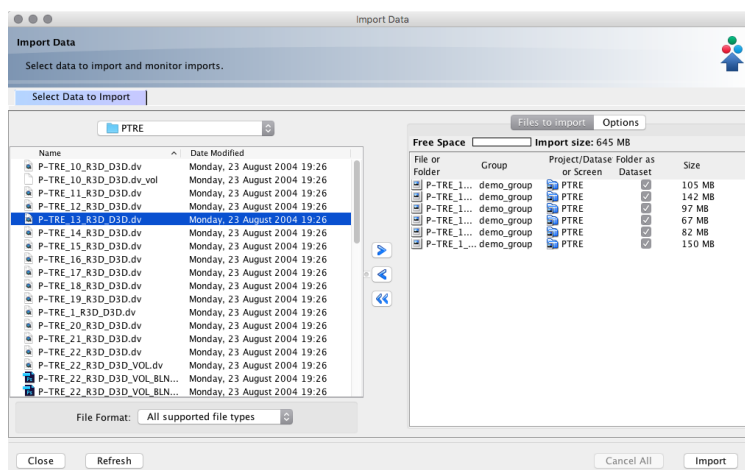 Import Data
Import Data
Select data to import and monitor imports.
Select Data to Import
PTRE
Name Date Modified
P-TRE_10_R3D_D3D.dv Monday, 23 August 2004 19:26
P-TRE_10_R3D_D3D.dv_vol Monday, 23 August 2004 19:26
P-TRE_11_R3D_D3D.dv Monday, 23 August 2004 19:26
P-TRE_12_R3D_D3D.dv Monday, 23 August 2004 19:26
P-TRE_13_R3D_D3D.dv Monday, 23 August 2004 19:26
P-TRE_14_R3D_D3D.dv Monday, 23 August 2004 19:26
P-TRE_15_R3D_D3D.dv Monday, 23 August 2004 19:26
P-TRE_16_R3D_D3D.dv Monday, 23 August 2004 19:26
P-TRE_17_R3D_D3D.dv Monday, 23 August 2004 19:26
P-TRE_18_R3D_D3D.dv Monday, 23 August 2004 19:26
P-TRE_19_R3D_D3D.dv Monday, 23 August 2004 19:26
P-TRE_1_R3D_D3D.dv Monday, 23 August 2004 19:26
P-TRE_20_R3D_D3D.dv Monday, 23 August 2004 19:26
P-TRE_21_R3D_D3D.dv Monday, 23 August 2004 19:26
P-TRE_22_R3D_D3D.dv Monday, 23 August 2004 19:26
P-TRE_22_R3D_D3D_VOL.dv Monday, 23 August 2004 19:26
P-TRE_22_R3D_D3D_VOL_BLN... Monday, 23 August 2004 19:26
P-TRE_22_R3D_D3D_VOL_BLN... Monday, 23 August 2004 19:26
File Format: All supported file types
Files to import Options
Free Space Import size: 645 MB
File or Folder Group Project/Datase or Screen Folder as Dataset Size
P-TRE_1... demo_group PTRE 105 MB
P-TRE_1... demo_group PTRE 142 MB
P-TRE_1... demo_group PTRE 97 MB
P-TRE_1... demo_group PTRE 67 MB
P-TRE_1... demo_group PTRE 82 MB
P-TRE_1_... demo_group PTRE 150 MB
Close Refresh Cancel All Import